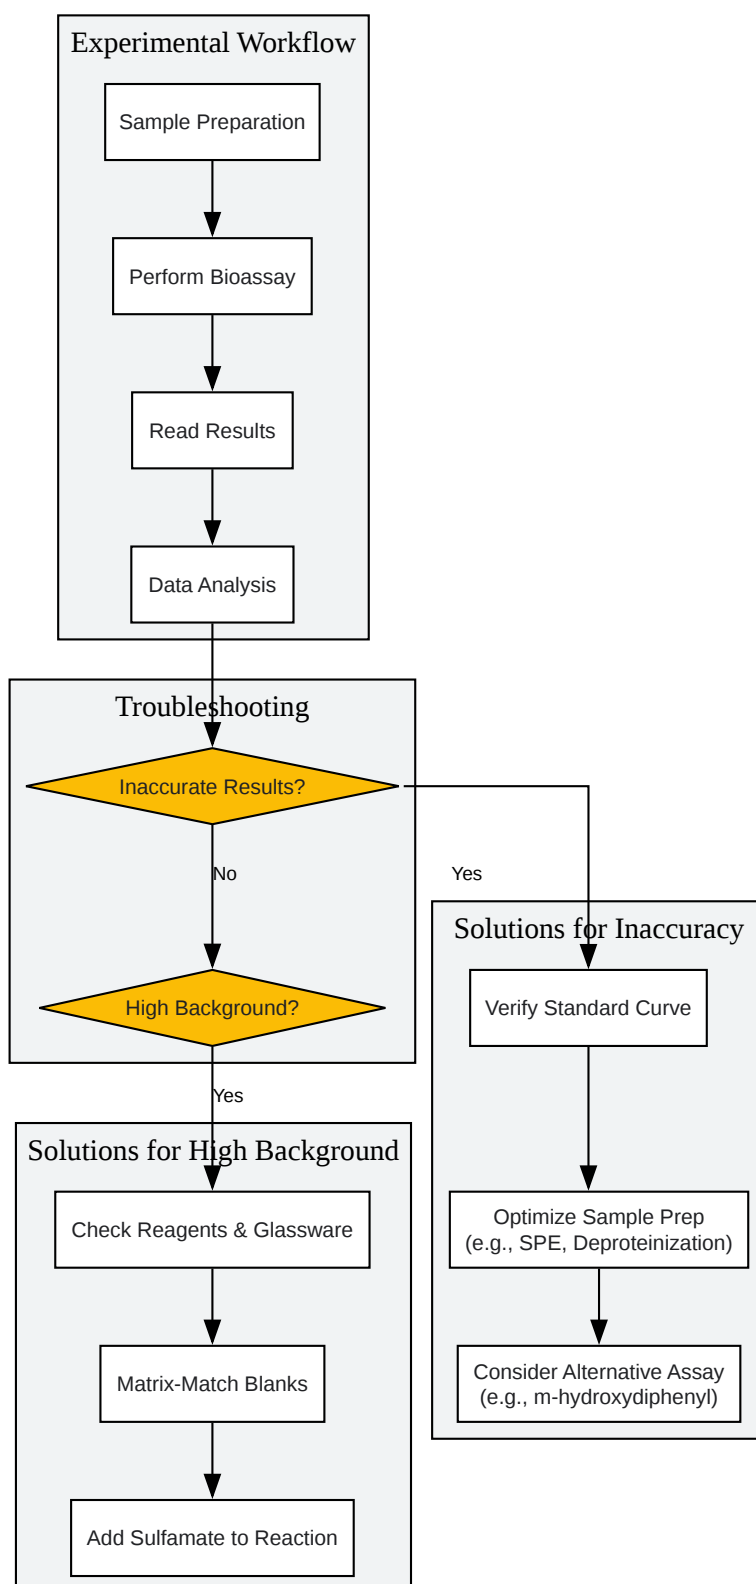 Experimental Workflow
Sample Preparation
Perform Bioassay
Read Results
Data Analysis
Troubleshooting
Inaccurate Results?
No
Yes
High Background?
Yes
Solutions for Inaccuracy
Verify Standard Curve
Optimize Sample Prep
(e.g., SPE, Deproteinization)
Consider Alternative Assay
(e.g., m-hydroxydiphenyl)
Solutions for High Background
Check Reagents & Glassware
Matrix-Match Blanks
Add Sulfamate to Reaction